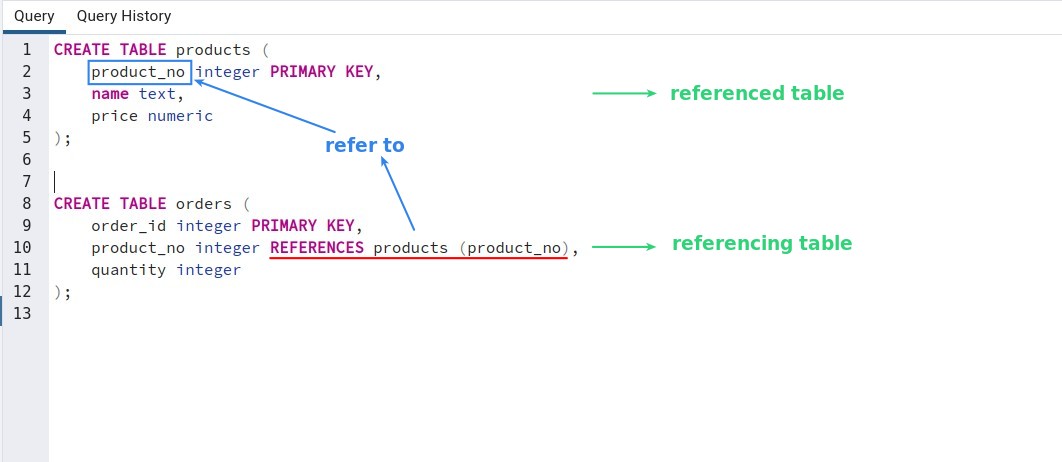 Query Query History
1 CREATE TABLE products (
2 product_no integer PRIMARY KEY,
3 name text,
referenced table
4 price numeric
5 );
refer to
6
7
8 CREATE TABLE orders (
9 order_id integer PRIMARY KEY,
10 product_no integer REFERENCES products (product_no),
referencing table
11 quantity integer
12 );
13